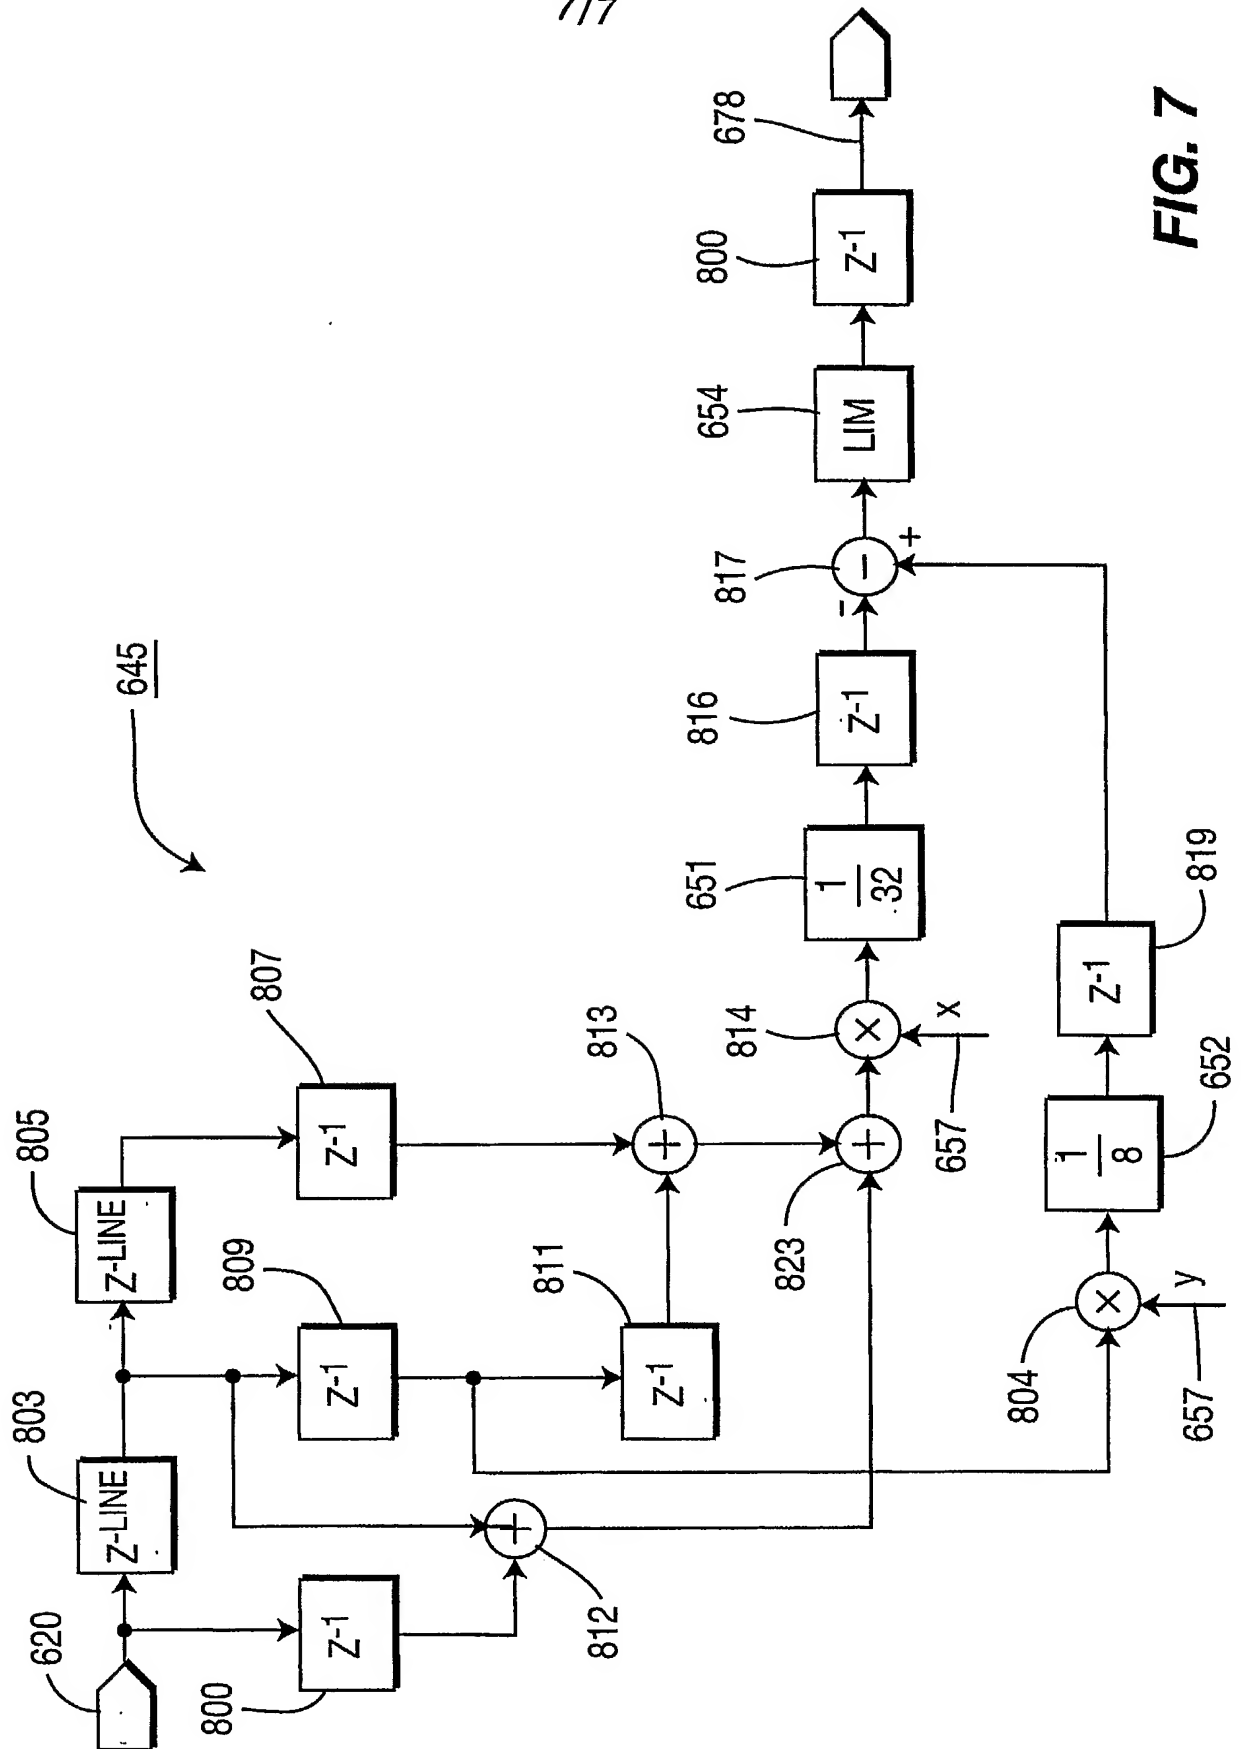 7/7
620
803
Z-LINE
805
Z-LINE
645
800
Z-1
809
Z-1
807
Z-1
812
+
811
Z-1
813
+
823
+
814
×
657
x
651
1
32
816
Z-1
817
−
-
+
654
LIM
800
Z-1
678
804
×
657
y
1
8
652
Z-1
819
FIG. 7